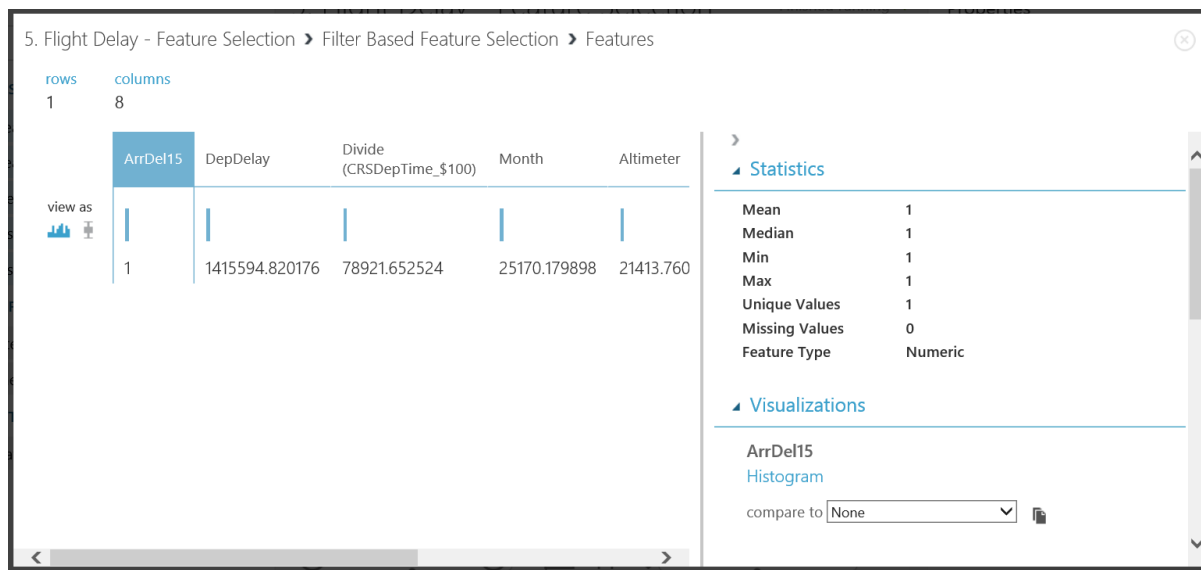 5. Flight Delay - Feature Selection > Filter Based Feature Selection > Features
rows columns
1 8
ArrDel15 DepDelay Divide (CRSDepTime_$100) Month Altimeter
view as
1 1415594.820176 78921.652524 25170.179898 21413.760
Statistics
Mean 1
Median 1
Min 1
Max 1
Unique Values 1
Missing Values 0
Feature Type Numeric
Visualizations
ArrDel15
Histogram
compare to None